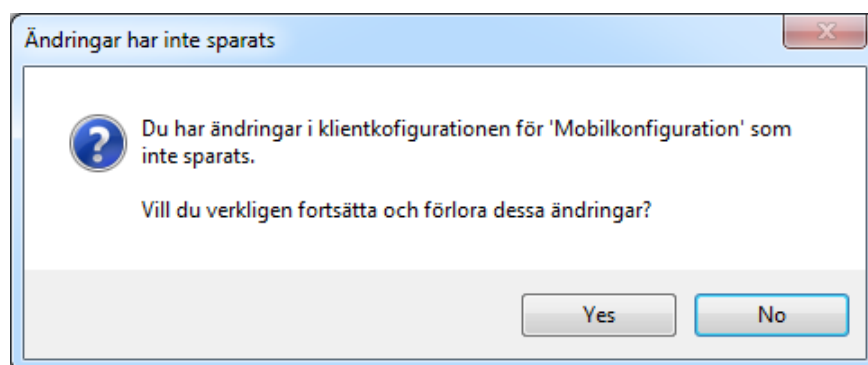 Ändringar har inte sparats
Du har ändringar i klientkofigurationen för 'Mobilkonfiguration' som
inte sparats.
Vill du verkligen fortsätta och förlora dessa ändringar?
Yes
No